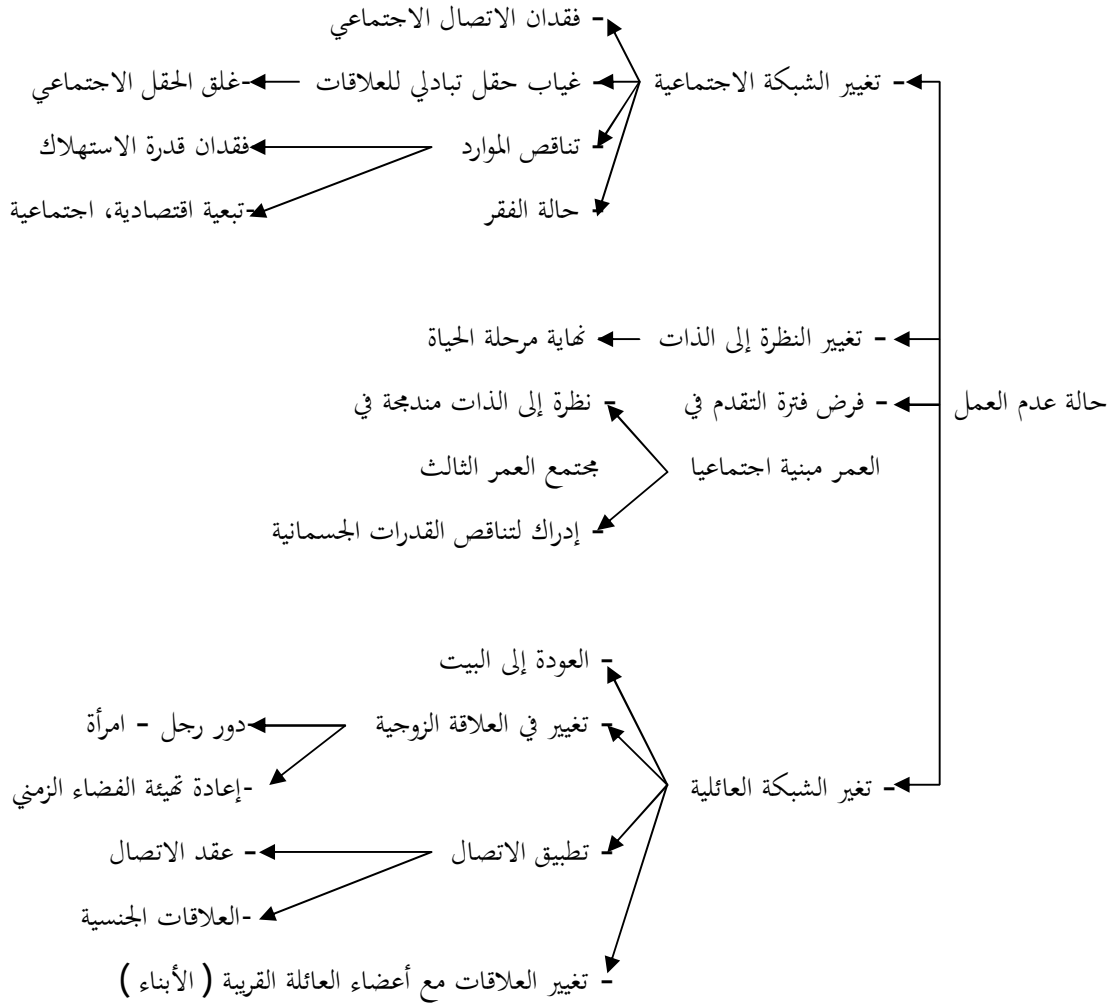 - فقدان الاتصال الاجتماعي
- تغيير الشبكة الاجتماعية - غياب حقل تبادلي للعلاقات -غلق الحقل الاجتماعي
- تناقص الموارد -فقدان قدرة الاستهلاك
- حالة الفقر -تبعية اقتصادية، اجتماعية
- تغيير النظرة إلى الذات نهاية مرحلة الحياة
حالة عدم العمل - فرض فترة التقدم في - نظرة إلى الذات مندمجة في
العمر مبنية اجتماعيا مجتمع العمر الثالث
- إدراك لتناقص القدرات الجسمانية
- العودة إلى البيت
- تغيير في العلاقة الزوجية -دور رجل - امرأة
- تغير الشبكة العائلية -إعادة تهيئة الفضاء الزمني
- تطبيق الاتصال - عقد الاتصال
-العلاقات الجنسية
- تغيير العلاقات مع أعضاء العائلة القريبة ( الأبناء )